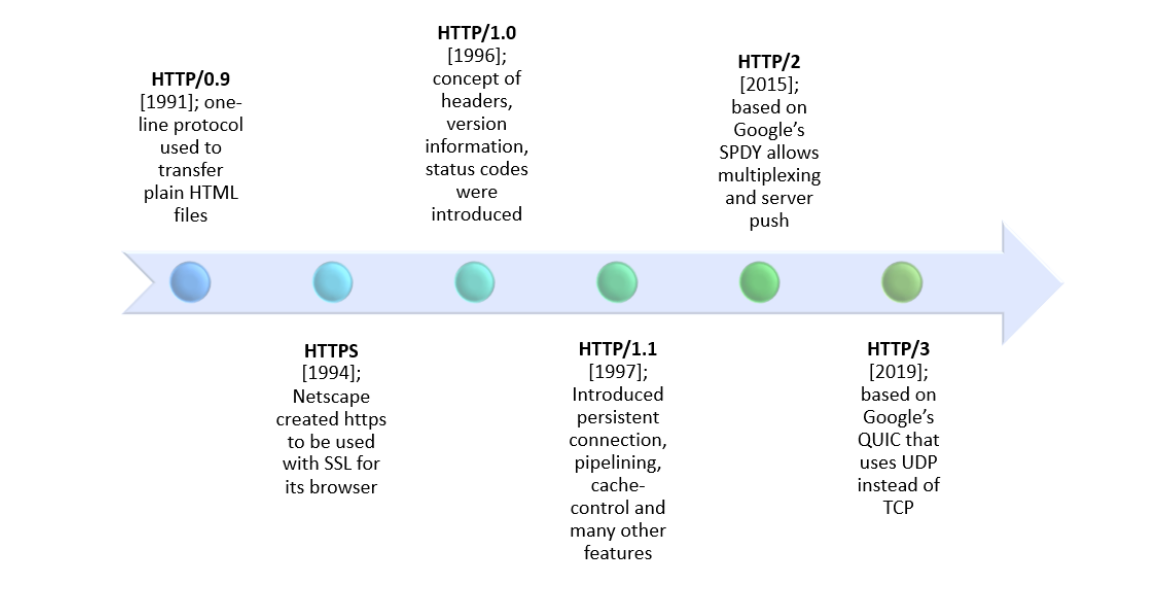 HTTP/0.9
[1991]; one-
line protocol
used to
transfer
plain HTML
files
HTTPS
[1994];
Netscape
created https
to be used
with SSL for
its browser
HTTP/1.0
[1996];
concept of
headers,
version
information,
status codes
were
introduced
HTTP/1.1
[1997];
Introduced
persistent
connection,
pipelining,
cache-
control and
many other
features
HTTP/2
[2015];
based on
Google’s
SPDY allows
multiplexing
and server
push
HTTP/3
[2019];
based on
Google’s
QUIC that
uses UDP
instead of
TCP